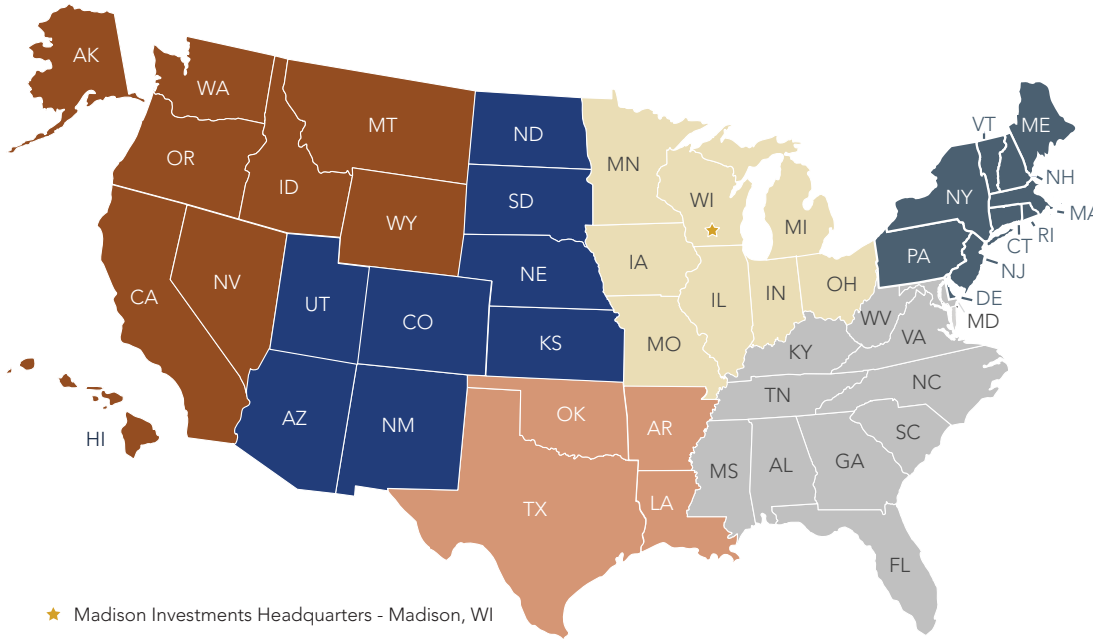 AK
WA
MT
ND
MN
VT
ME
OR
ID
SD
WI
NY
NH
WY
MI
MA
RI
CT
NE
IA
PA
NJ
CA
NV
UT
CO
IL
IN
OH
DE
MD
KS
MO
WV
VA
KY
HI
AZ
NM
OK
AR
TN
NC
SC
MS
AL
GA
TX
LA
FL
Madison Investments Headquarters - Madison, WI